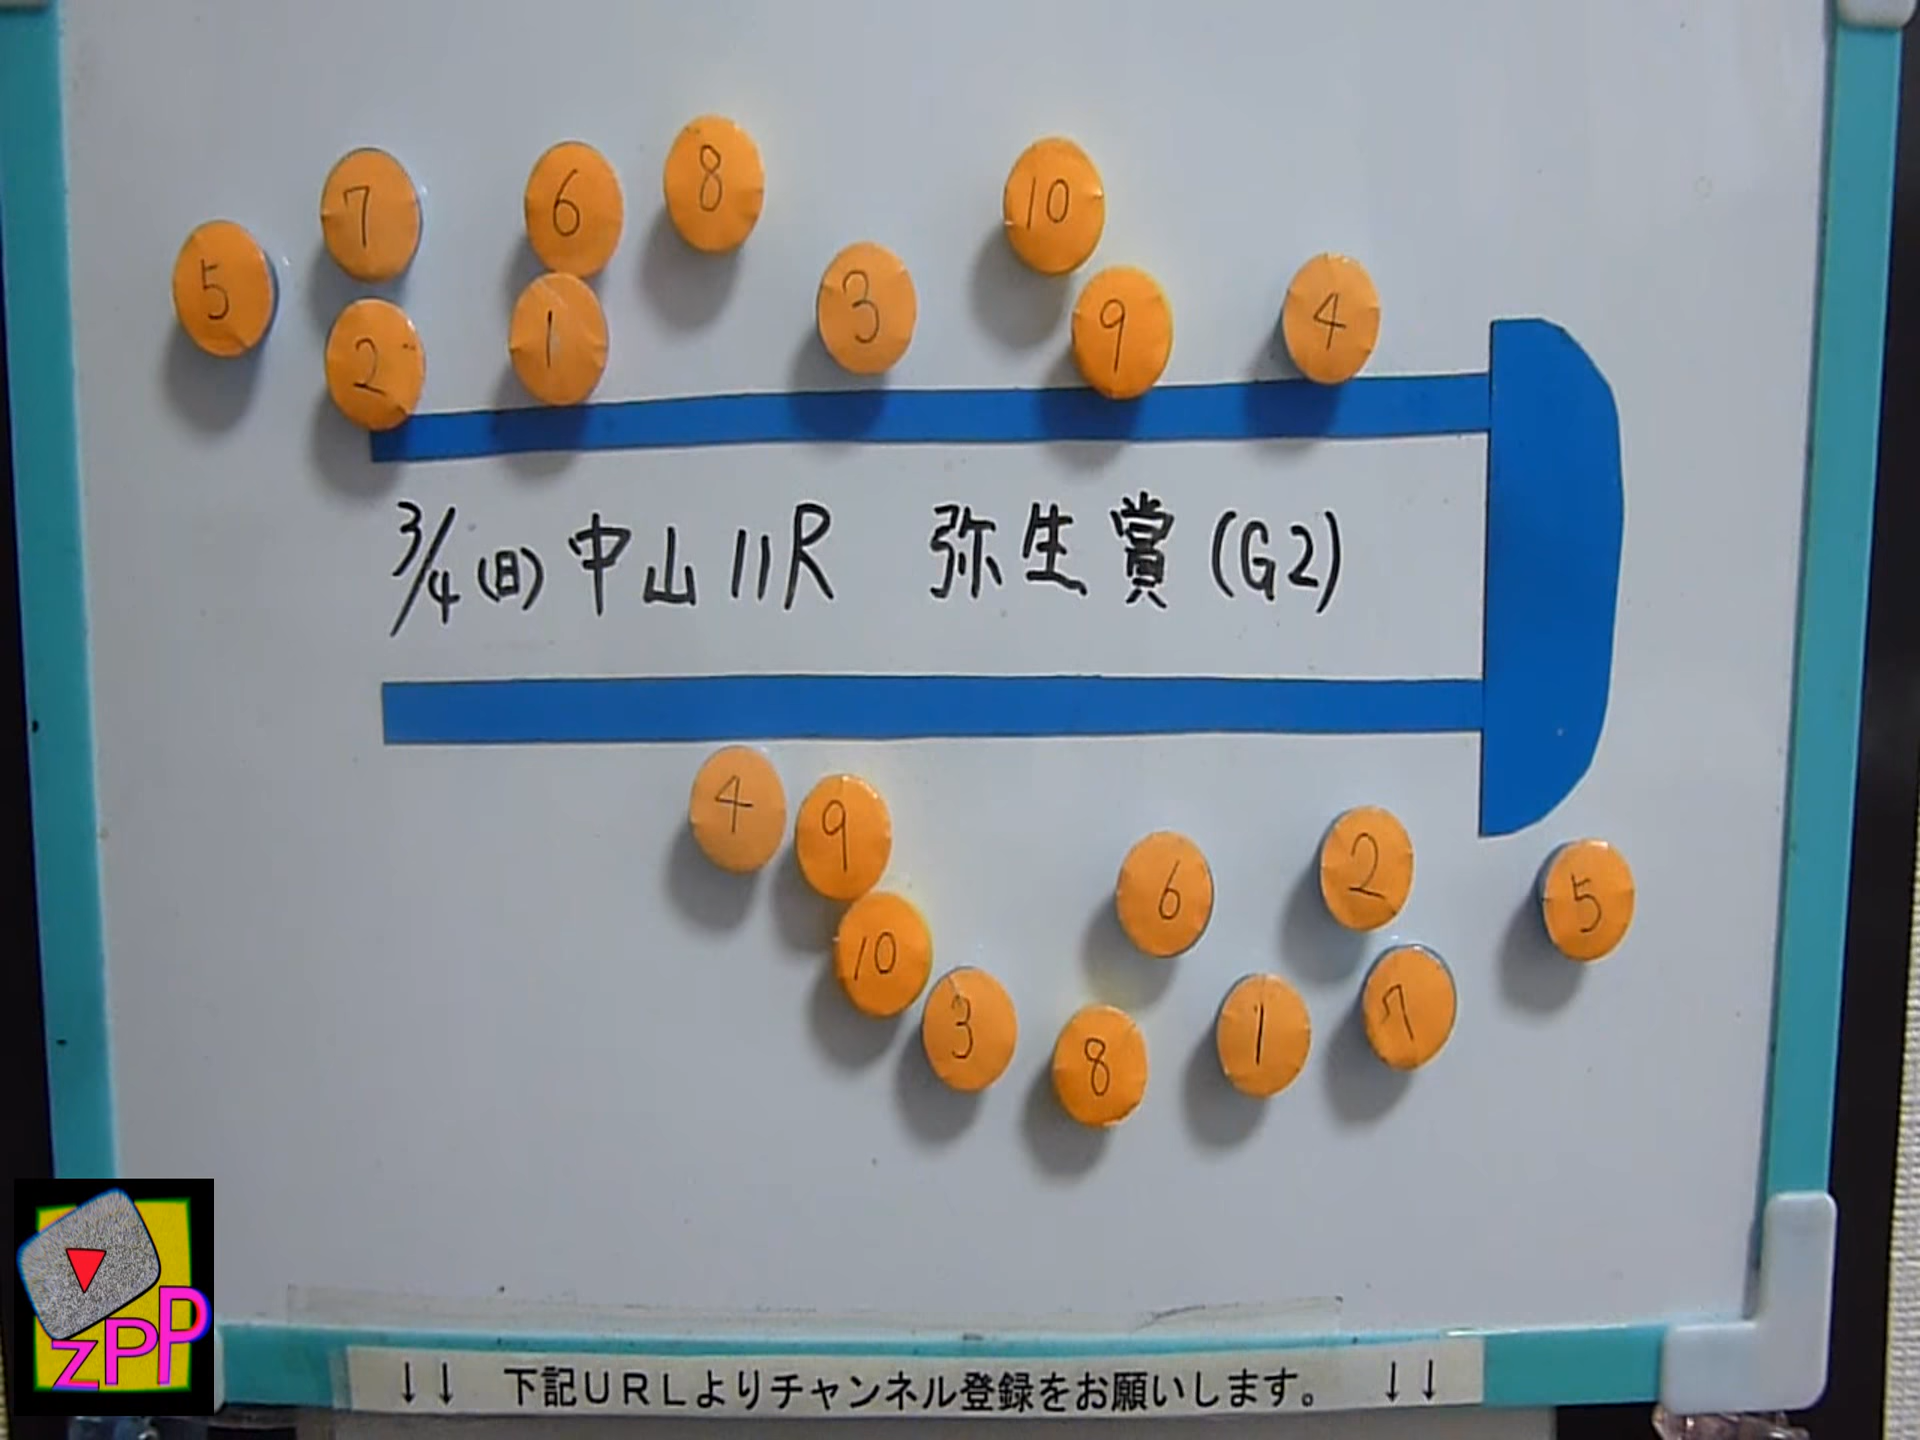 7 6 8 10
5 2 1 3 9 4
3/4(日)中山11R 弥生賞(G2)
4 9 6 2 5
10 3 8 1 7
ZPP
↓↓ 下記URLよりチャンネル登録をお願いします。 ↓↓